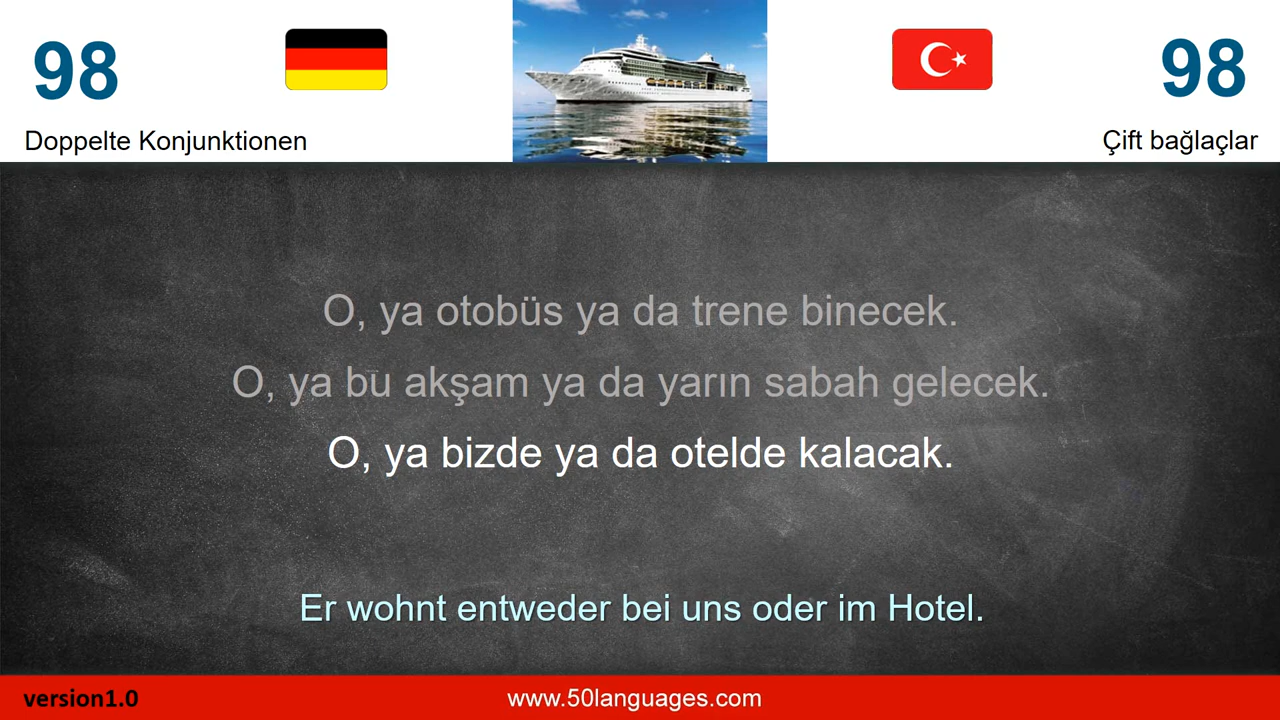 98
98
Doppelte Konjunktionen
Çift bağlaçlar
O, ya otobüs ya da trene binecek.
O, ya bu akşam ya da yarın sabah gelecek.
O, ya bizde ya da otelde kalacak.
Er wohnt entweder bei uns oder im Hotel.
version1.0
www.50languages.com